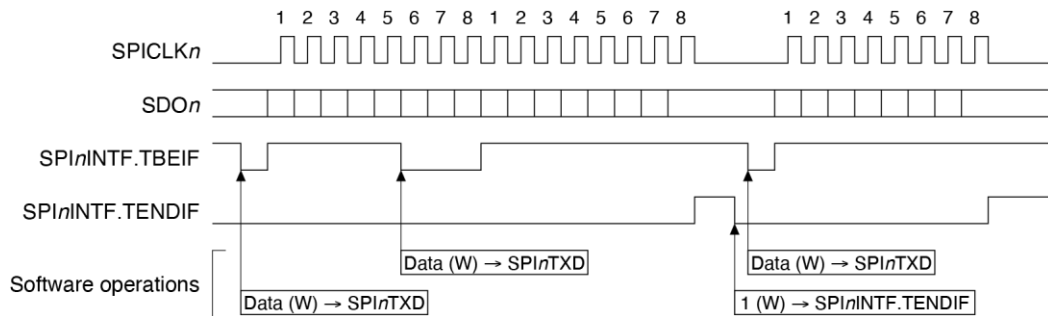 1 2 3 4 5 6 7 8 1 2 3 4 5 6 7 8 1 2 3 4 5 6 7 8
SPICLKn
SDOn
SPInINTF.TBEIF
SPInINTF.TENDIF
Data (W) → SPInTXD Data (W) → SPInTXD
Software operations
Data (W) → SPInTXD 1 (W) → SPInINTF.TENDIF